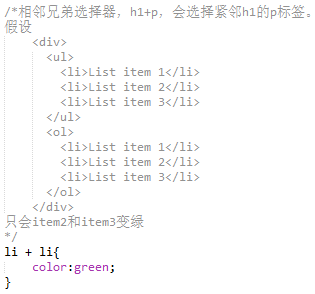 /*相邻兄弟选择器，h1+p，会选择紧邻h1的p标签。
假设
    <div>
      <ul>
        <li>List item 1</li>
        <li>List item 2</li>
        <li>List item 3</li>
      </ul>
      <ol>
        <li>List item 1</li>
        <li>List item 2</li>
        <li>List item 3</li>
      </ol>
    </div>
只会item2和item3变缘
*/
li + li{
    color:green;
}